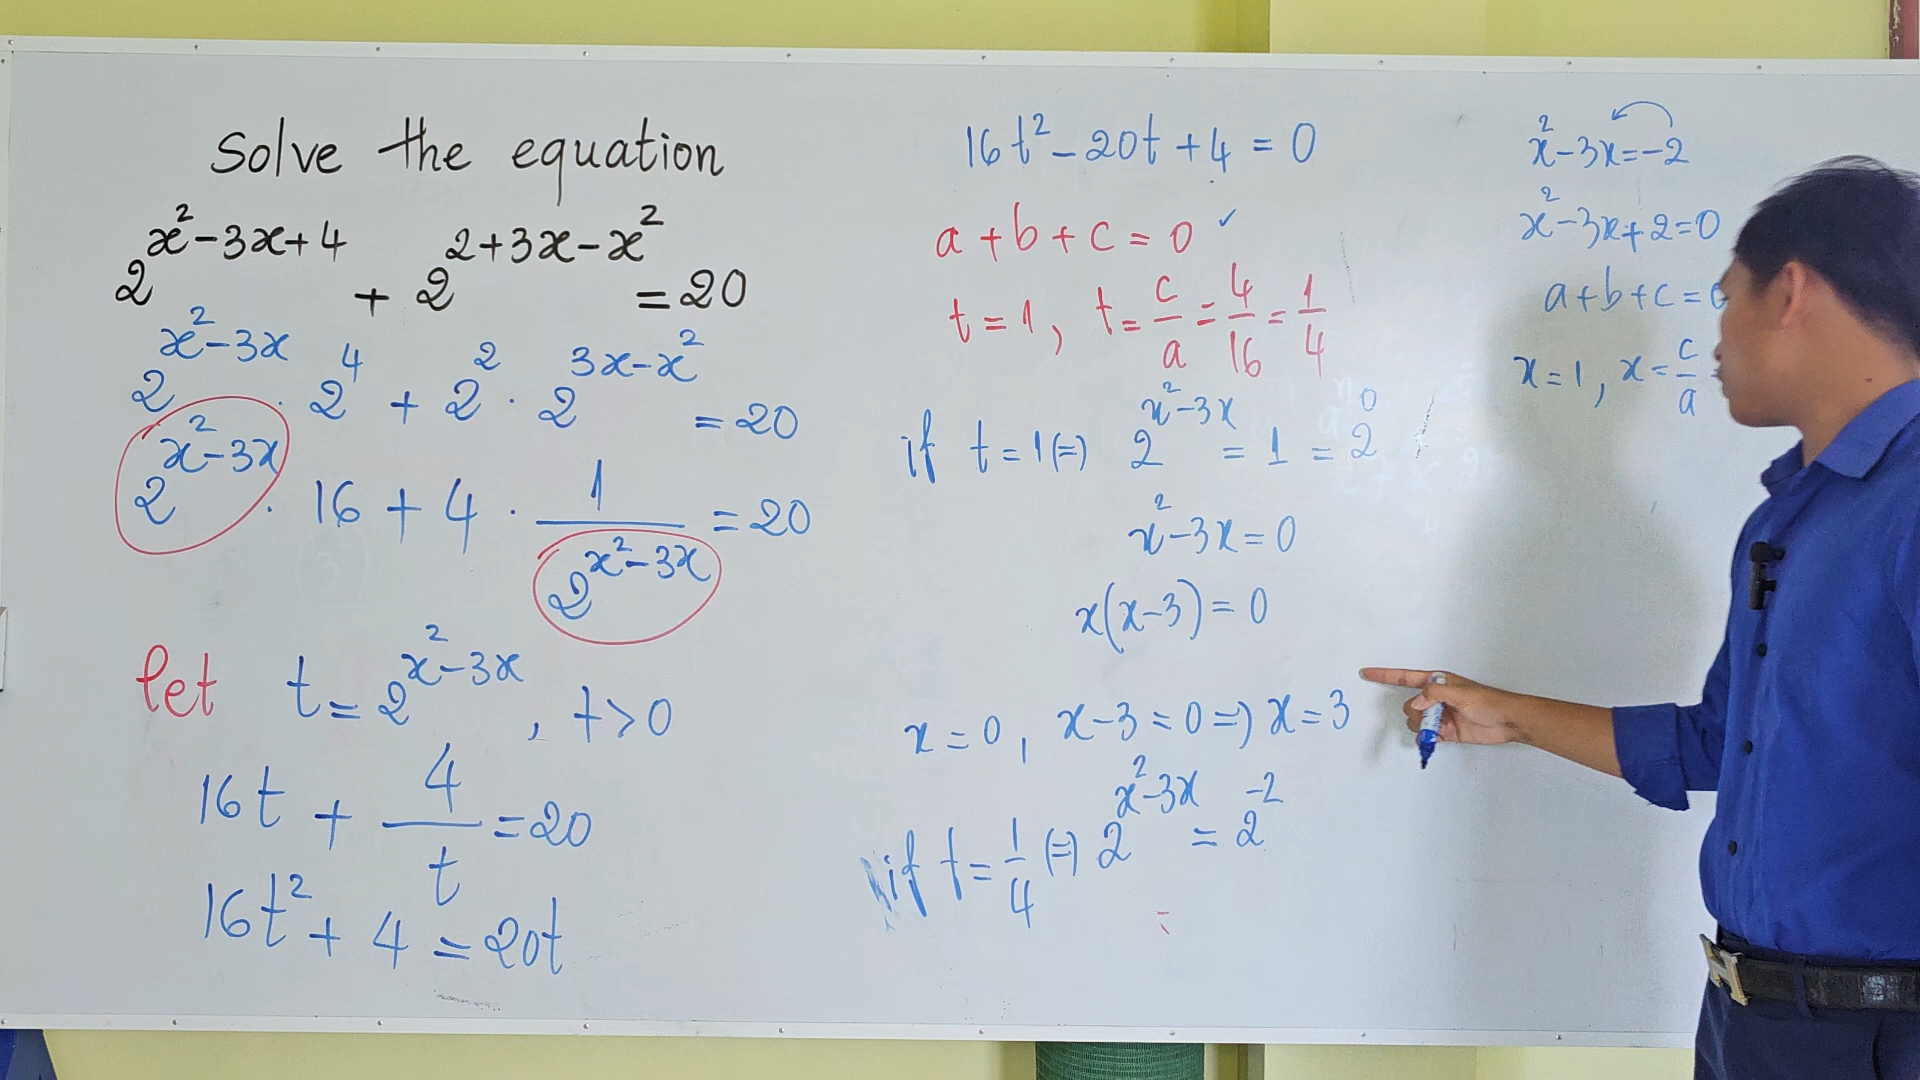 Solve the equation
2^(x²-3x+4) + 2^(2+3x-x²) = 20
2^(x²-3x) · 2^4 + 2^2 · 2^(3x-x²) = 20
2^(x²-3x) · 16 + 4 · 1/2^(x²-3x) = 20
let t = 2^(x²-3x), t > 0
16t + 4/t = 20
16t² + 4 = 20t
16t² - 20t + 4 = 0
a + b + c = 0 ✓
t = 1, t = c/a = 4/16 = 1/4
if t = 1 (=) 2^(x²-3x) = 1 = 2^0
x² - 3x = 0
x(x-3) = 0
x = 0, x - 3 = 0 =) x = 3
if t = 1/4 (=) 2^(x²-3x) = 2^-2
x² - 3x = -2
x² - 3x + 2 = 0
a + b + c =
x = 1, x = c/a